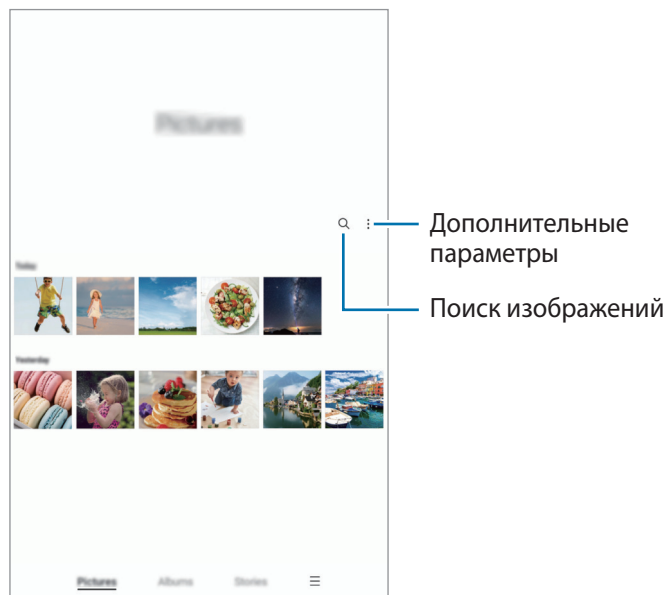 Pictures
Дополнительные
параметры
Поиск изображений
Today
Yesterday
Pictures
Albums
Stories